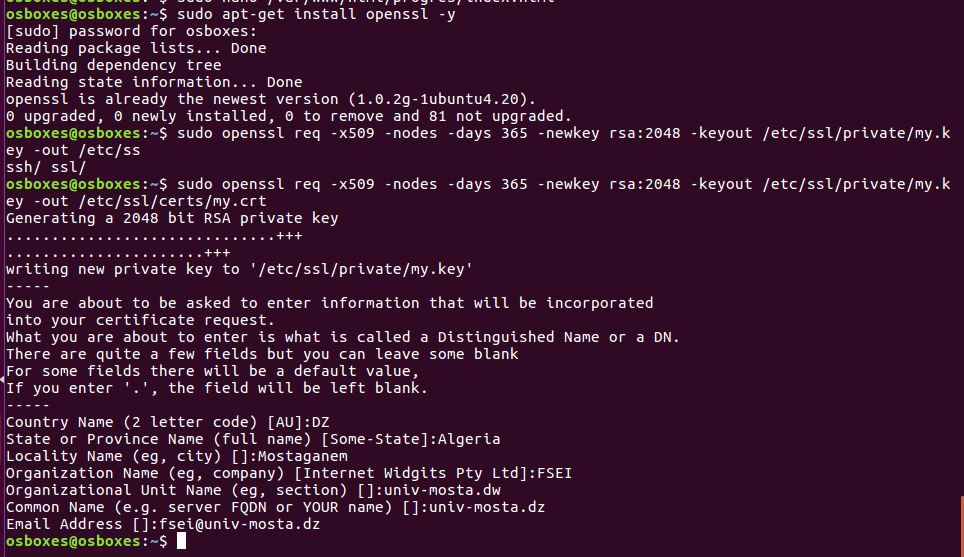 osboxes@osboxes:~$ sudo nano /var/www/html/progres/index.html
osboxes@osboxes:~$ sudo apt-get install openssl -y
[sudo] password for osboxes:
Reading package lists... Done
Building dependency tree
Reading state information... Done
openssl is already the newest version (1.0.2g-1ubuntu4.20).
0 upgraded, 0 newly installed, 0 to remove and 81 not upgraded.
osboxes@osboxes:~$ sudo openssl req -x509 -nodes -days 365 -newkey rsa:2048 -keyout /etc/ssl/private/my.k
ey -out /etc/ss
ssh/ ssl/
osboxes@osboxes:~$ sudo openssl req -x509 -nodes -days 365 -newkey rsa:2048 -keyout /etc/ssl/private/my.k
ey -out /etc/ssl/certs/my.crt
Generating a 2048 bit RSA private key
..............................+++
......................+++
writing new private key to '/etc/ssl/private/my.key'
-----
You are about to be asked to enter information that will be incorporated
into your certificate request.
What you are about to enter is what is called a Distinguished Name or a DN.
There are quite a few fields but you can leave some blank
For some fields there will be a default value,
If you enter '.', the field will be left blank.
-----
Country Name (2 letter code) [AU]:DZ
State or Province Name (full name) [Some-State]:Algeria
Locality Name (eg, city) []:Mostaganem
Organization Name (eg, company) [Internet Widgits Pty Ltd]:FSEI
Organizational Unit Name (eg, section) []:univ-mosta.dw
Common Name (e.g. server FQDN or YOUR name) []:univ-mosta.dz
Email Address []:fsei@univ-mosta.dz
osboxes@osboxes:~$